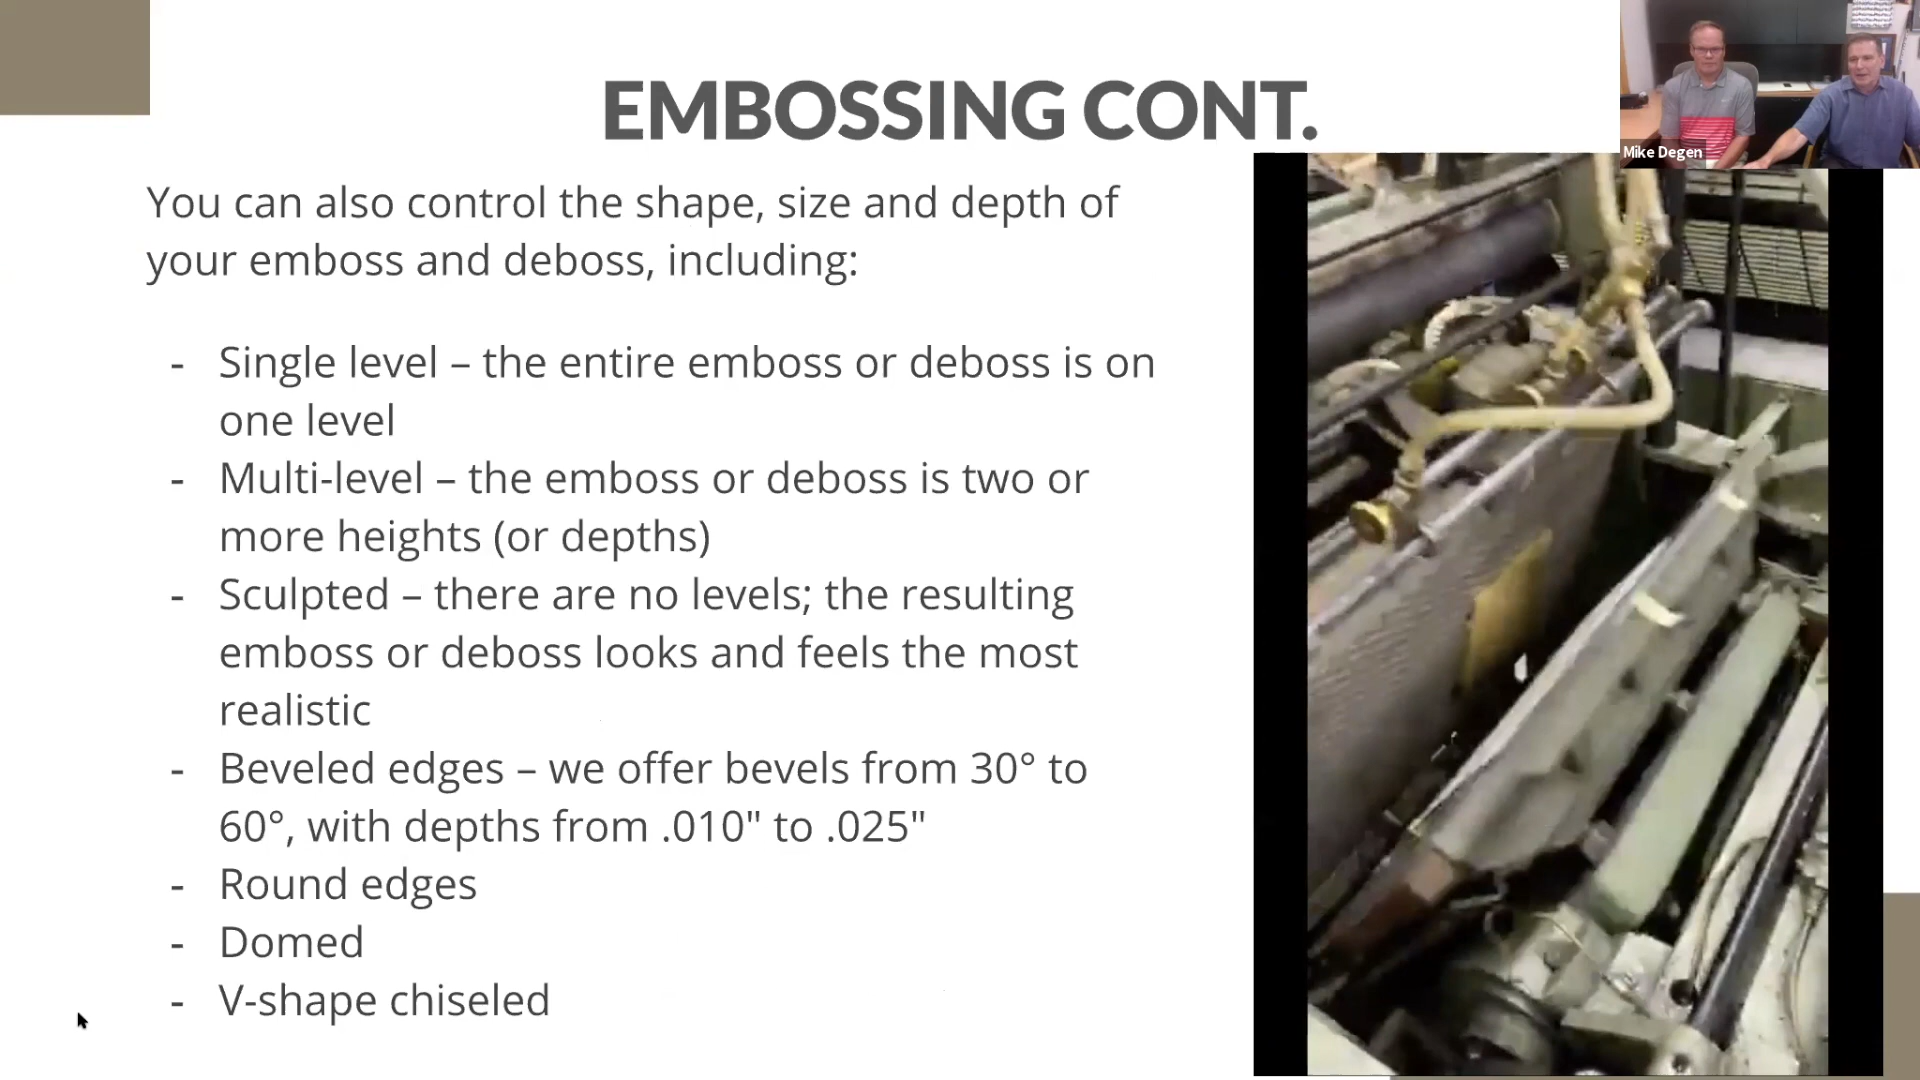 EMBOSSING CONT.
Mike Degen
You can also control the shape, size and depth of
your emboss and deboss, including:
- Single level – the entire emboss or deboss is on
one level
- Multi-level – the emboss or deboss is two or
more heights (or depths)
- Sculpted – there are no levels; the resulting
emboss or deboss looks and feels the most
realistic
- Beveled edges – we offer bevels from 30° to
60°, with depths from .010" to .025"
- Round edges
- Domed
- V-shape chiseled